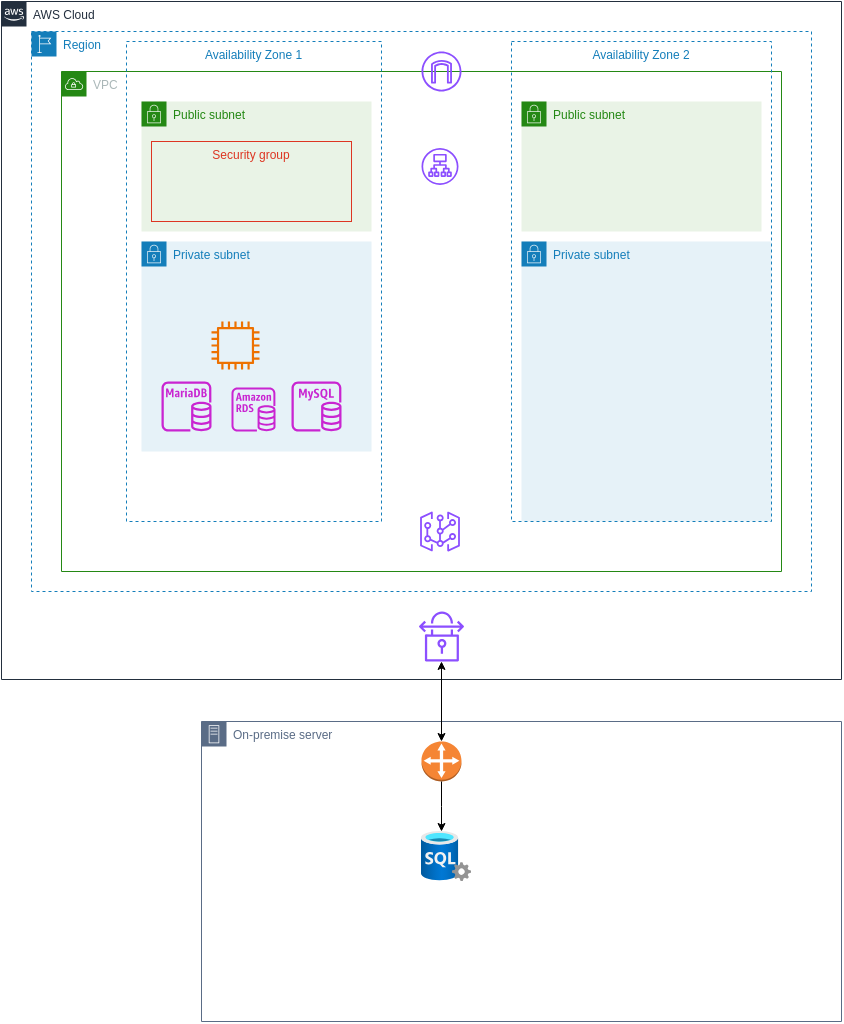 aws
AWS Cloud
Region
Availability Zone 1
Availability Zone 2
VPC
Public subnet
Public subnet
Security group
Private subnet
Private subnet
MariaDB
Amazon
RDS
MySQL
On-premise server
SQL